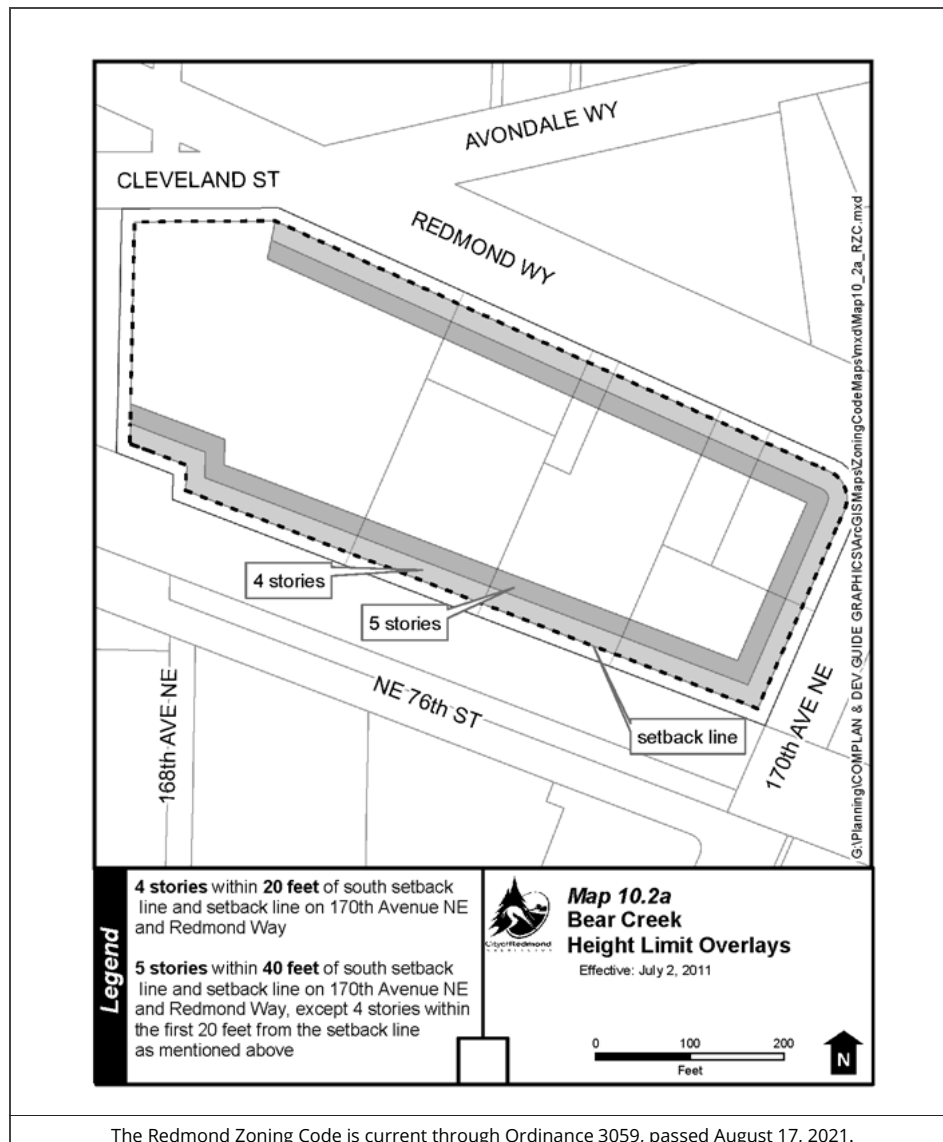 AVONDALE WY
CLEVELAND ST
REDMOND WY
4 stories
5 stories
NE 76th ST
168th AVE NE
setback line
170th AVE NE
G:\Planning\COMPLAN & DEV GUIDE GRAPHICS\ArcGISMaps\ZoningCodeMaps\mxd\Map10_2a_RZC.mxd
Legend
4 stories within 20 feet of south setback
line and setback line on 170th Avenue NE
and Redmond Way
5 stories within 40 feet of south setback
line and setback line on 170th Avenue NE
and Redmond Way, except 4 stories within
the first 20 feet from the setback line
as mentioned above
City of Redmond
Map 10.2a
Bear Creek
Height Limit Overlays
Effective: July 2, 2011
0 100 200
Feet
N
The Redmond Zoning Code is current through Ordinance 3059, passed August 17, 2021.